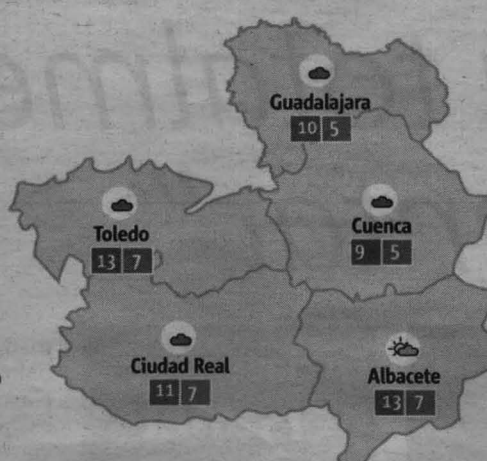 Guadalajara
10 5
Toledo
13 7
Cuenca
9 5
Ciudad Real
11 7
Albacete
13 7